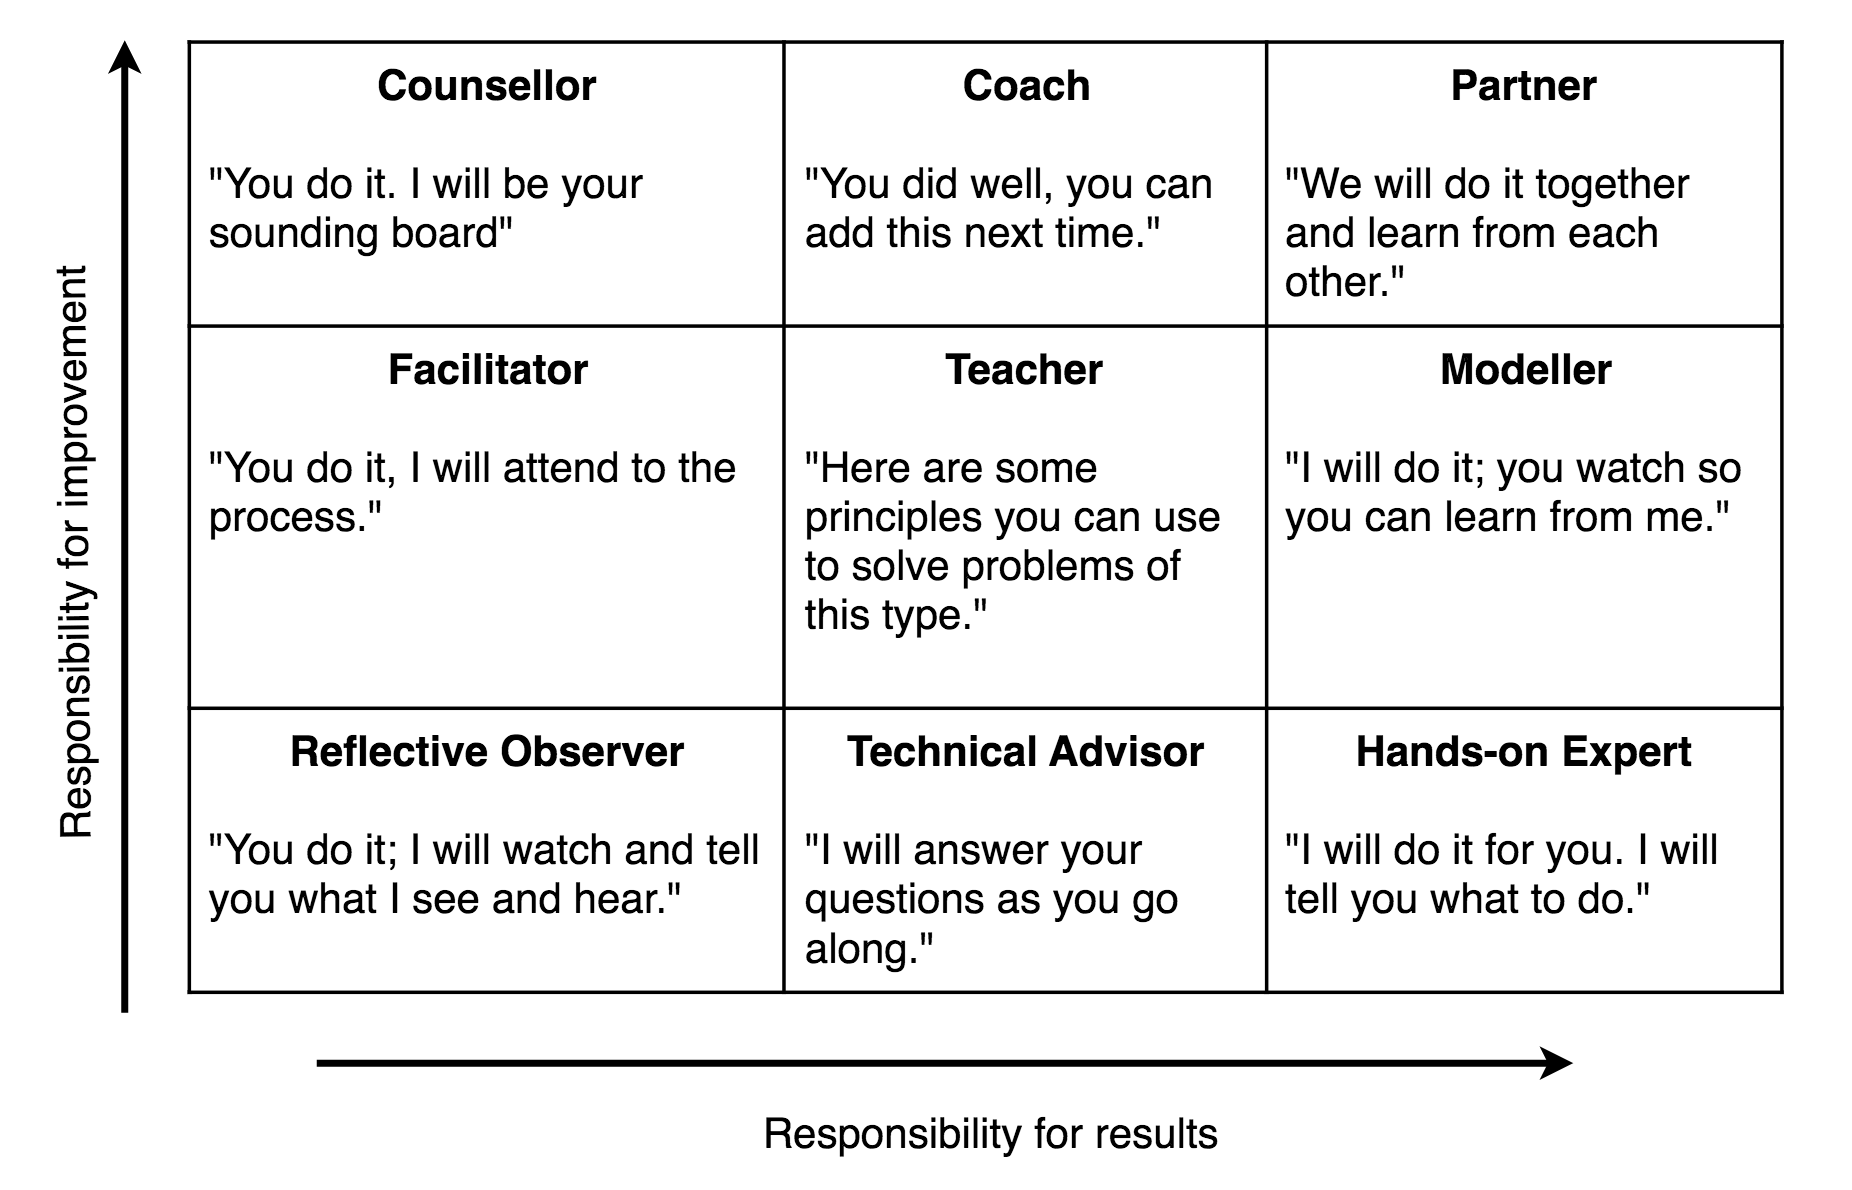 Responsibility for improvement
Counsellor
"You do it. I will be your
sounding board"
Coach
"You did well, you can
add this next time."
Partner
"We will do it together
and learn from each
other."
Facilitator
"You do it, I will attend to the
process."
Teacher
"Here are some
principles you can use
to solve problems of
this type."
Modeller
"I will do it; you watch so
you can learn from me."
Reflective Observer
"You do it; I will watch and tell
you what I see and hear."
Technical Advisor
"I will answer your
questions as you go
along."
Hands-on Expert
"I will do it for you. I will
tell you what to do."
Responsibility for results